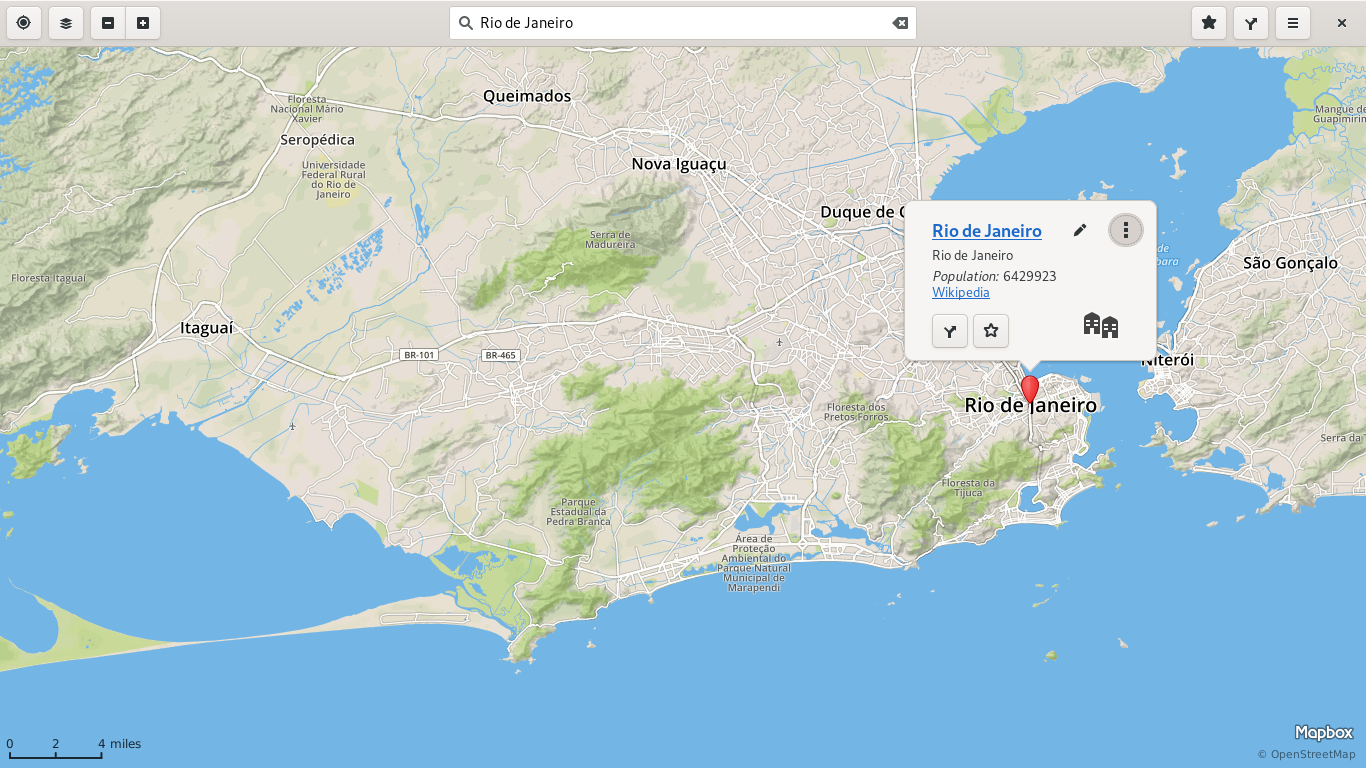 Rio de Janeiro
Queimados
Floresta
Nacional Mário
Xavier
Mangue de
Seropédica
Universidade
Federal Rural
do Rio de
Janeiro
Nova Iguaçu
Duque de
Rio de Janeiro
Rio de Janeiro
Population: 6429923
Wikipedia
Serra de
Madureira
de
São Gonçalo
Floresta Itaguaí
Itaguaí
BR-101
BR-465
Niterói
Rio de Janeiro
Floresta dos
Pretos Forros
Serra da
Floresta da
Tijuca
Parque
Estadual da
Pedra Branca
Área de
Proteção
Ambiental do
Parque Natural
Municipal de
Marapendi
0 2 4 miles
Mapbox
© OpenStreetMap